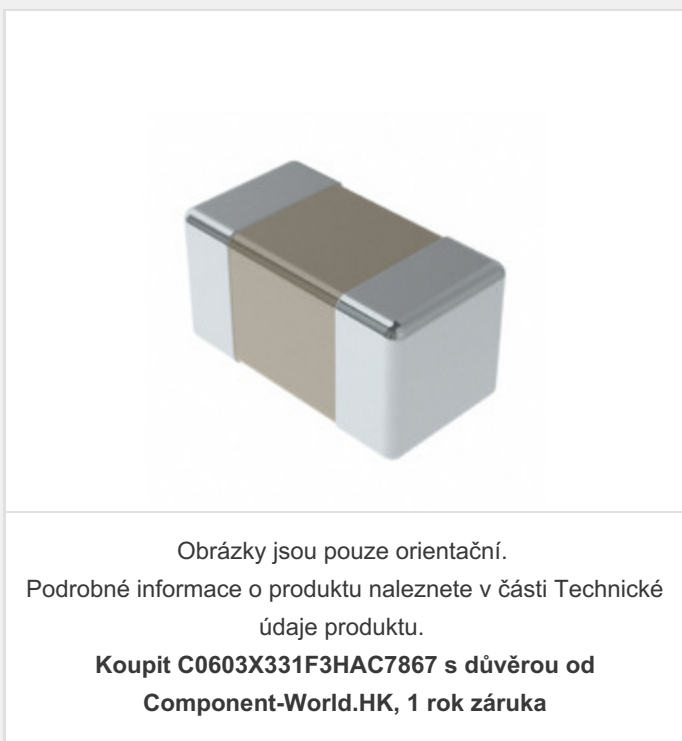 Obrázky jsou pouze orientační.
Podrobné informace o produktu naleznete v části Technické
údaje produktu.
Koupit C0603X331F3HAC7867 s důvěrou od
Component-World.HK, 1 rok záruka